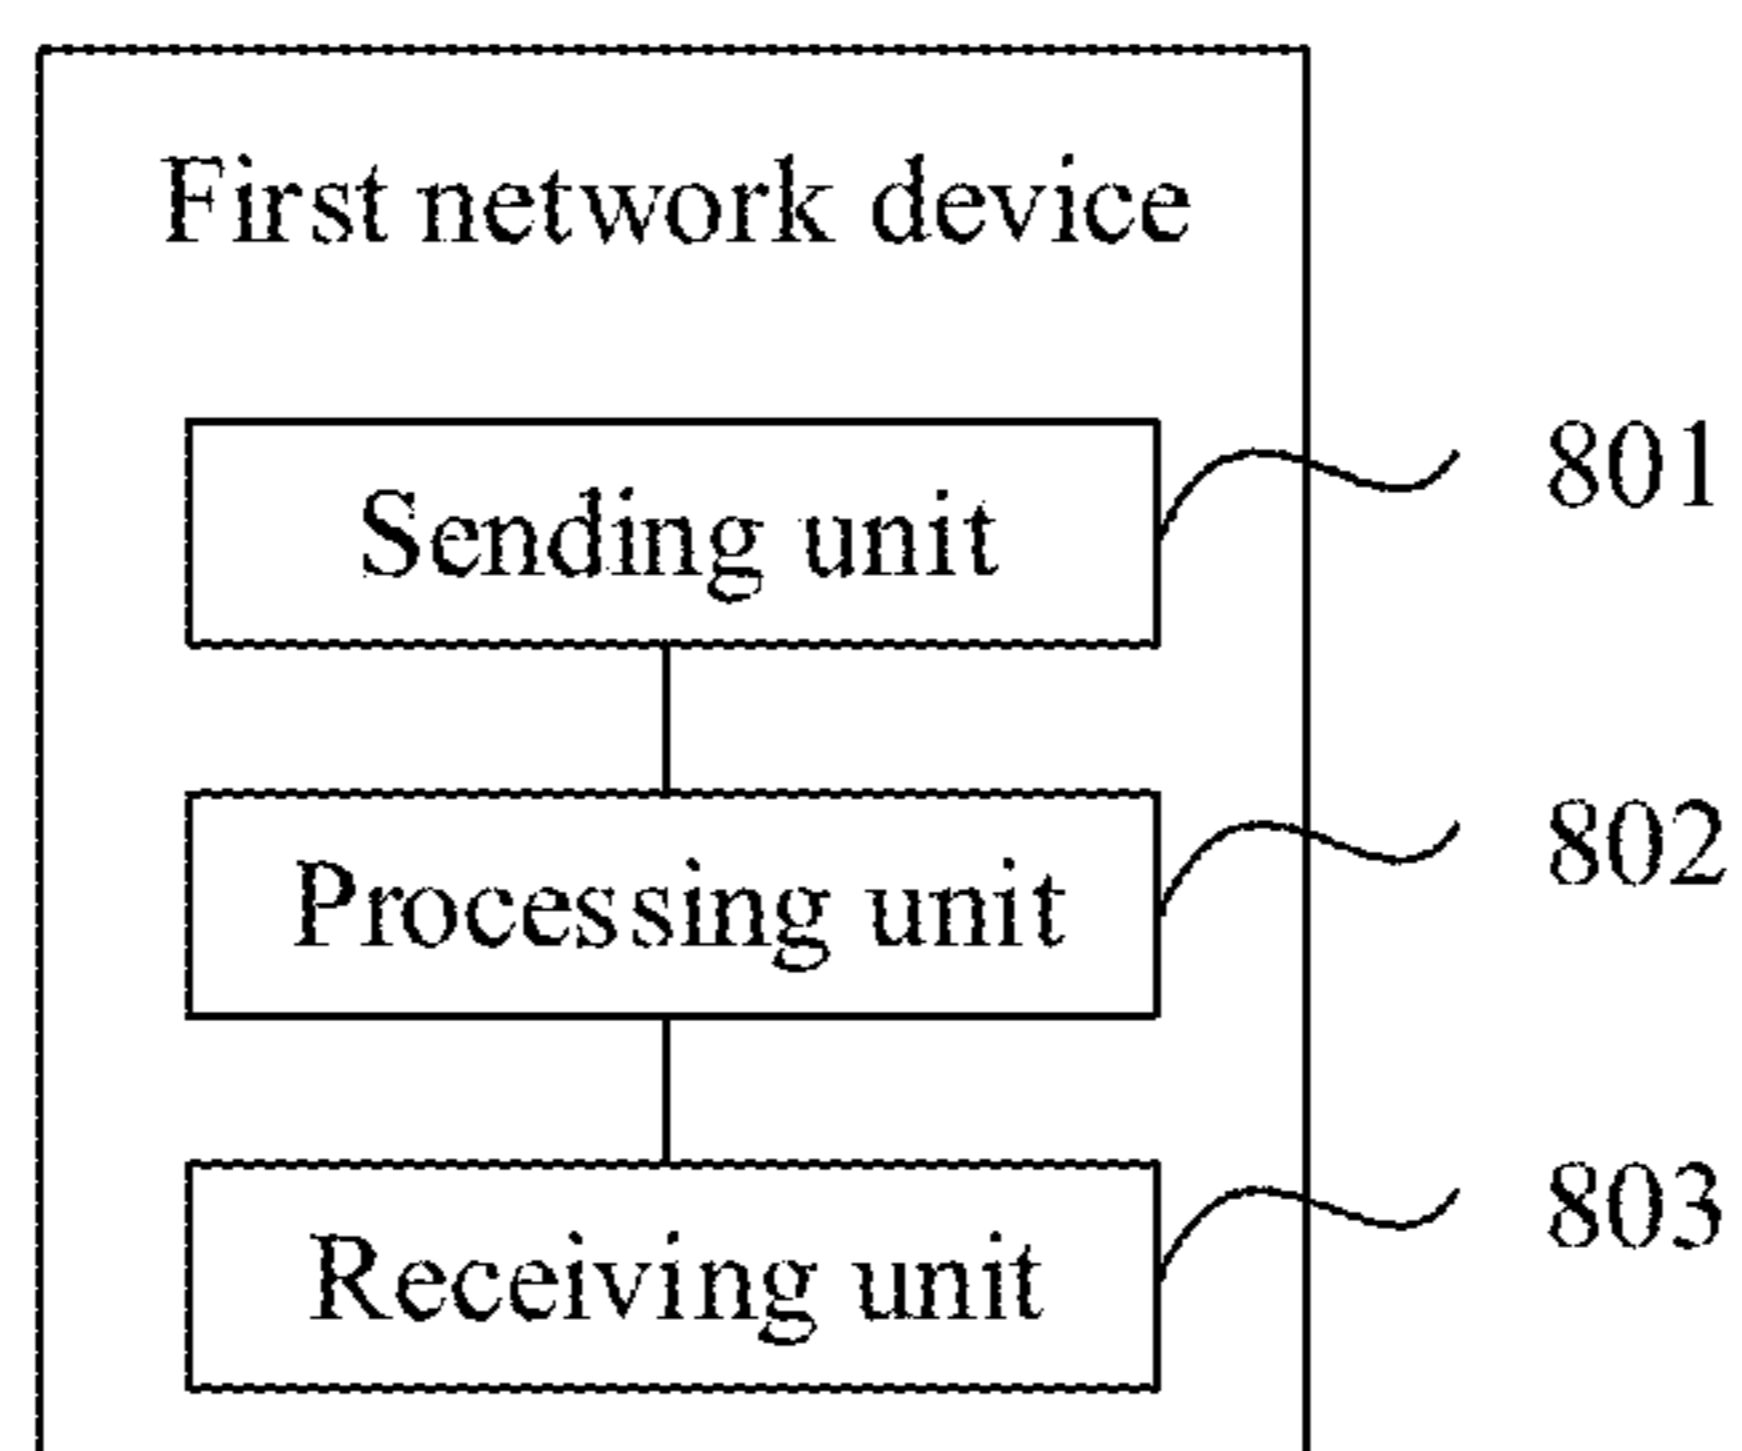 First network device
Sending unit
801
Processing unit
802
Receiving unit
803